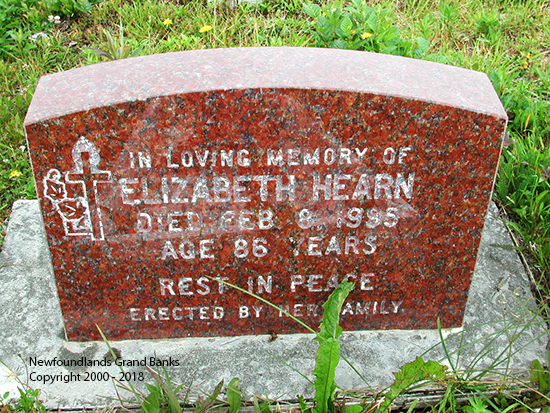 IN LOVING MEMORY OF
ELIZABETH HEARN
DIED FEB 8, 1995
AGE 86 YEARS
REST IN PEACE
ERECTED BY HER FAMILY.
Newfoundlands Grand Banks
Copyright 2000 - 2018